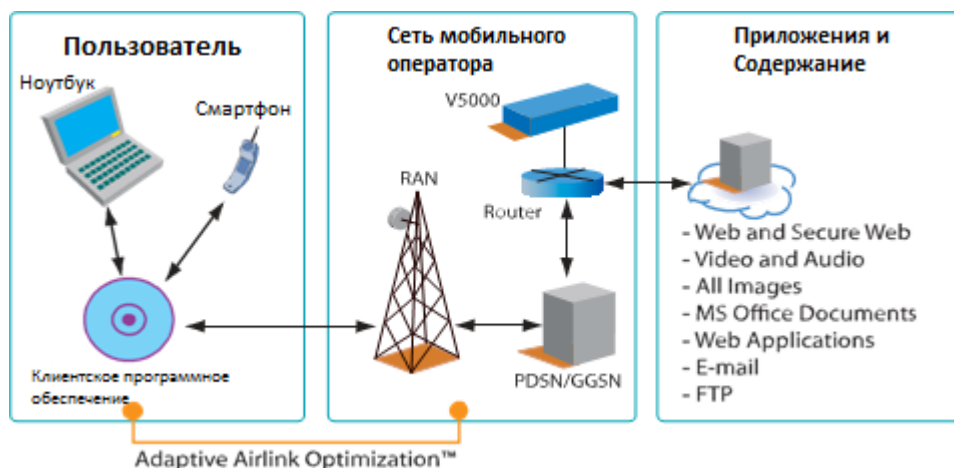 Пользователь
Ноутбук
Смартфон
Клиентское программное
обеспечение
Сеть мобильного
оператора
V5000
RAN
Router
PDSN/GGSN
Приложения и
Содержание
- Web and Secure Web
- Video and Audio
- All Images
- MS Office Documents
- Web Applications
- E-mail
- FTP
Adaptive Airlink Optimization™